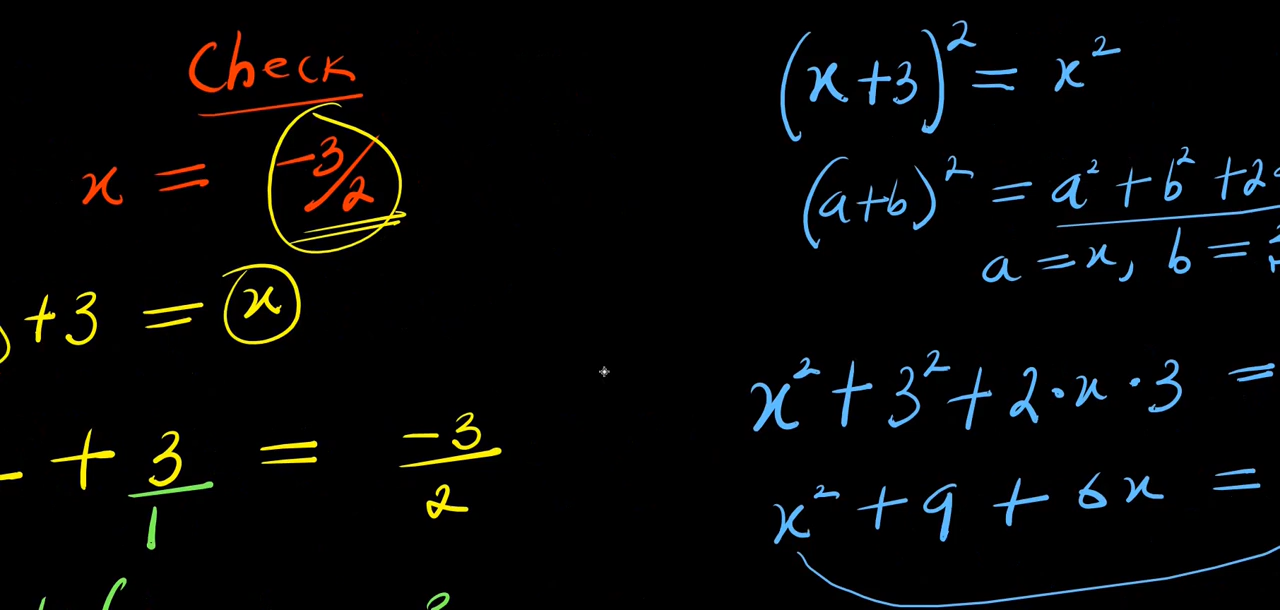 Check
x = -3/2
+3 = x
+ 3/1 = -3/2
(x+3)² = x²
(a+b)² = a² + b² + 2
a = x, b =
x² + 3² + 2·x·3 =
x² + 9 + 6x =